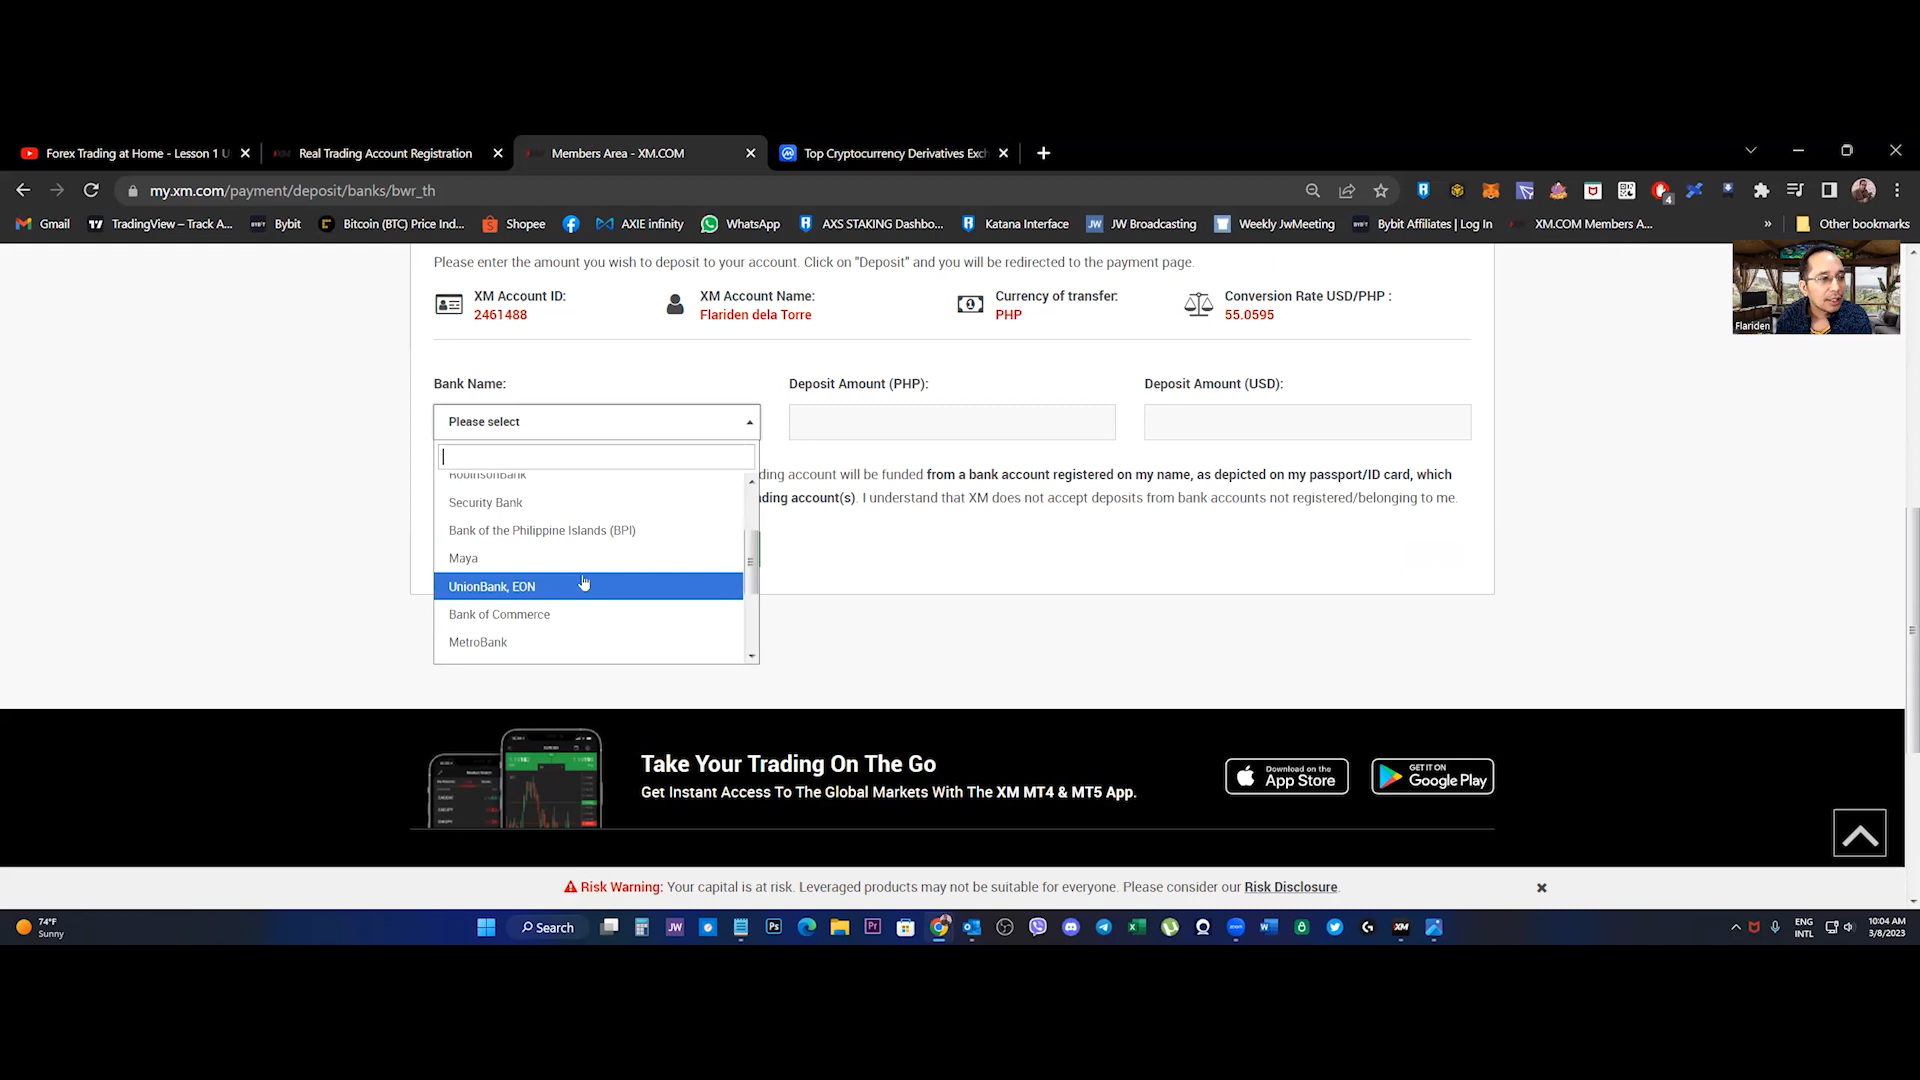 Forex Trading at Home - Lesson 1 U
Real Trading Account Registration
Members Area - XM.COM
Top Cryptocurrency Derivatives Exch
my.xm.com/payment/deposit/banks/bwr_th
4
Gmail
TradingView – Track A...
Bybit
Bitcoin (BTC) Price Ind...
Shopee
AXIE infinity
WhatsApp
AXS STAKING Dashbo...
Katana Interface
JW Broadcasting
Weekly JwMeeting
Bybit Affiliates | Log In
XM.COM Members A...
»
Other bookmarks
Please enter the amount you wish to deposit to your account. Click on "Deposit" and you will be redirected to the payment page.
XM Account ID:
2461488
XM Account Name:
Flariden dela Torre
Currency of transfer:
PHP
Conversion Rate USD/PHP :
55.0595
Flariden
Bank Name:
Deposit Amount (PHP):
Deposit Amount (USD):
Please select
RobinsonBank
Security Bank
Bank of the Philippine Islands (BPI)
Maya
UnionBank, EON
Bank of Commerce
MetroBank
ding account will be funded from a bank account registered on my name, as depicted on my passport/ID card, which
nding account(s). I understand that XM does not accept deposits from bank accounts not registered/belonging to me.
Take Your Trading On The Go
Get Instant Access To The Global Markets With The XM MT4 & MT5 App.
Download on the
App Store
GET IT ON
Google Play
Risk Warning: Your capital is at risk. Leveraged products may not be suitable for everyone. Please consider our Risk Disclosure.
74°F
Sunny
Search
JW
Ps
Pr
XM
ENG
INTL
10:04 AM
3/8/2023